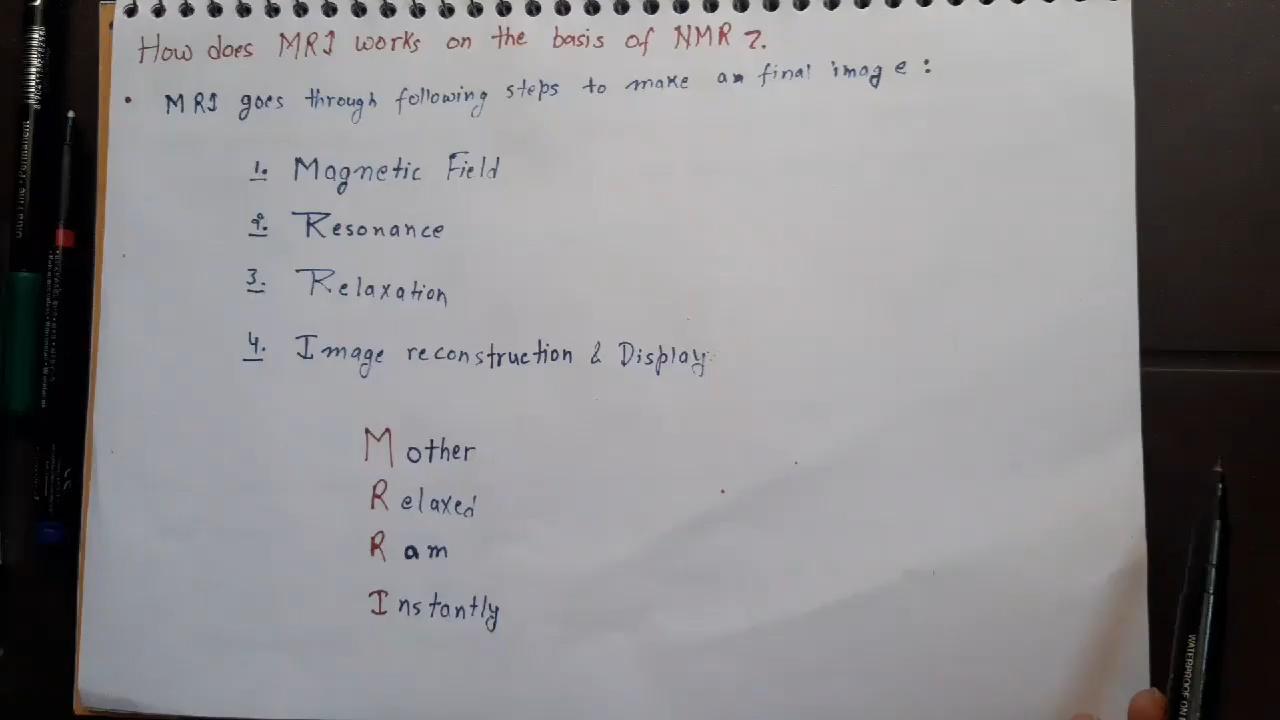 How does MRI works on the basis of NMR ?.
• MRI goes through following steps to make an final image :
1. Magnetic Field
2. Resonance
3. Relaxation
4. Image reconstruction & Display
Mother
Relaxed
Ram
Instantly
WATERPROOF